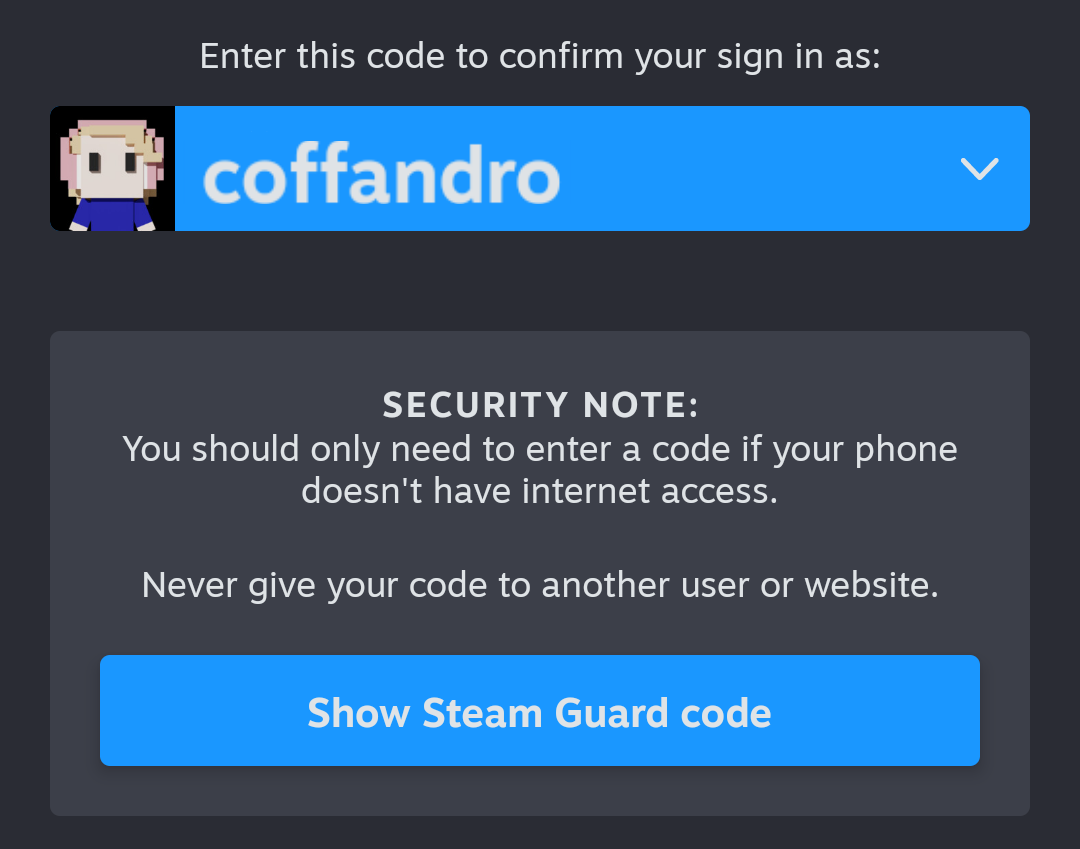 Enter this code to confirm your sign in as:
coffandro
SECURITY NOTE:
You should only need to enter a code if your phone
doesn't have internet access.
Never give your code to another user or website.
Show Steam Guard code